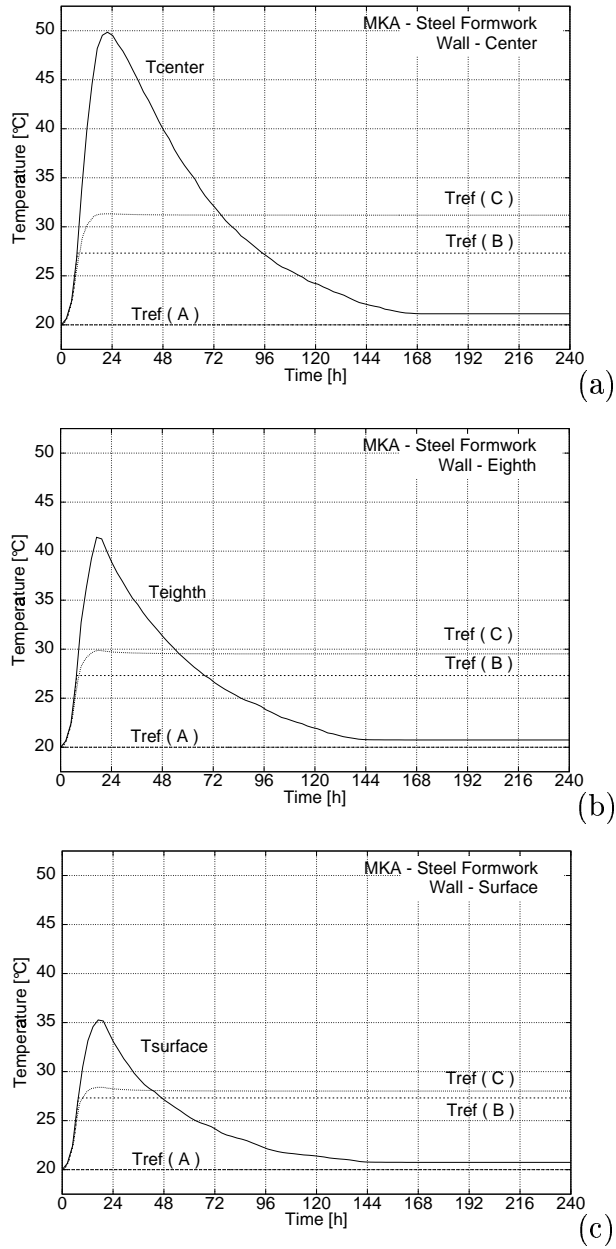 MKA - Steel Formwork
Wall - Center
Tcenter
Tref ( C )
Tref ( B )
Tref ( A )
Temperature [°C]
50
45
40
35
30
25
20
0 24 48 72 96 120 144 168 192 216 240
Time [h]
(a)
MKA - Steel Formwork
Wall - Eighth
Teighth
Tref ( C )
Tref ( B )
Tref ( A )
Temperature [°C]
50
45
40
35
30
25
20
0 24 48 72 96 120 144 168 192 216 240
Time [h]
(b)
MKA - Steel Formwork
Wall - Surface
Tsurface
Tref ( C )
Tref ( B )
Tref ( A )
Temperature [°C]
50
45
40
35
30
25
20
0 24 48 72 96 120 144 168 192 216 240
Time [h]
(c)